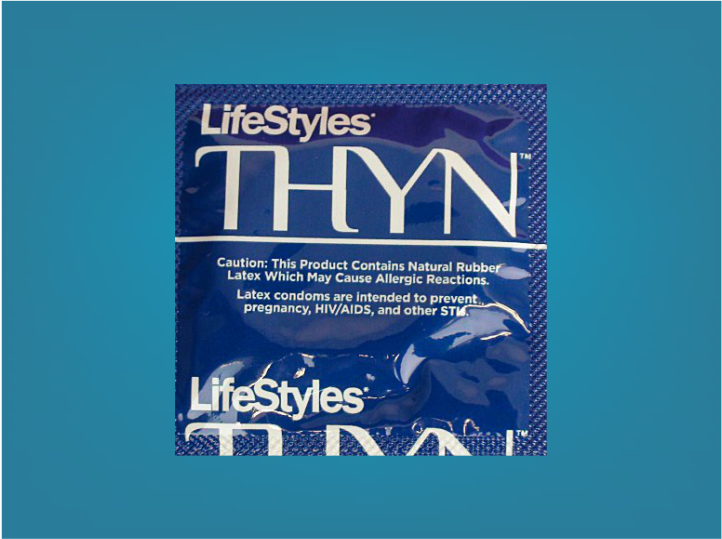 LifeStyles®
THYN™
Caution: This Product Contains Natural Rubber
Latex Which May Cause Allergic Reactions.
Latex condoms are intended to prevent
pregnancy, HIV/AIDS, and other STIs.
LifeStyles®
THYN™